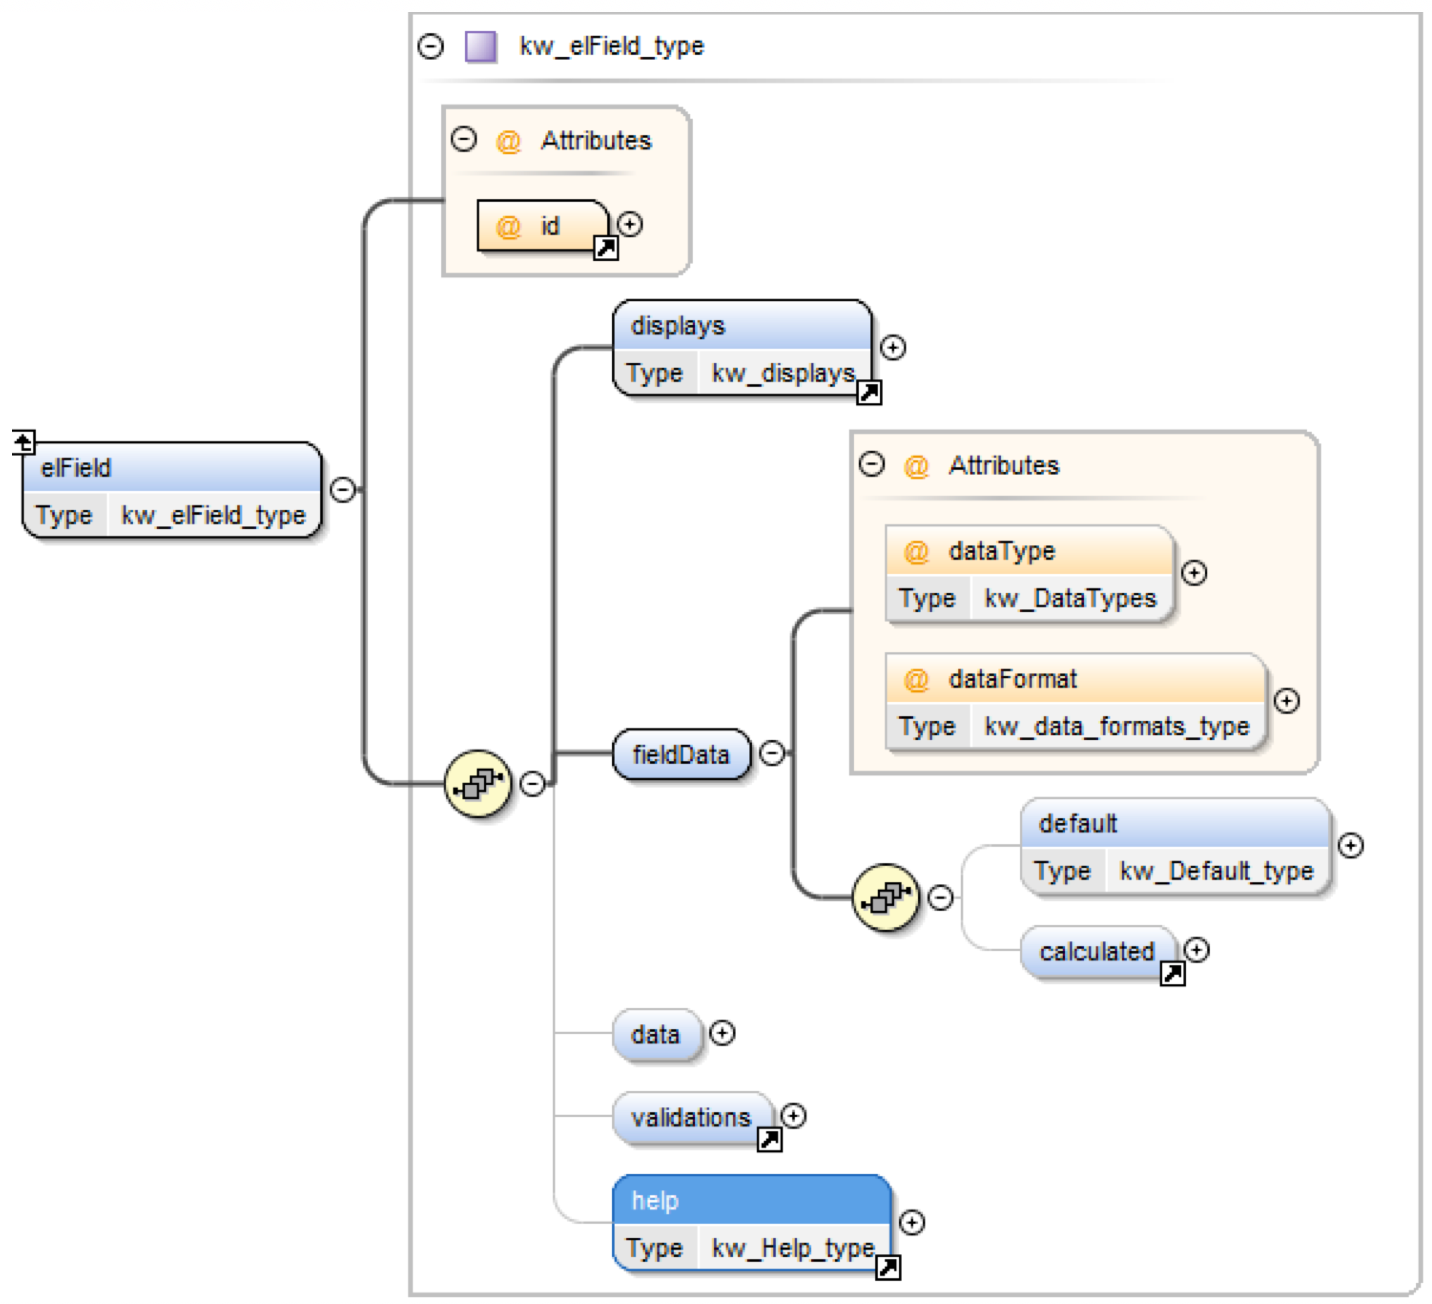 kw_elField_type
@ Attributes
@ id
displays
Type kw_displays
elField
Type kw_elField_type
@ Attributes
@ dataType
Type kw_DataTypes
@ dataFormat
Type kw_data_formats_type
fieldData
default
Type kw_Default_type
calculated
data
validations
help
Type kw_Help_type